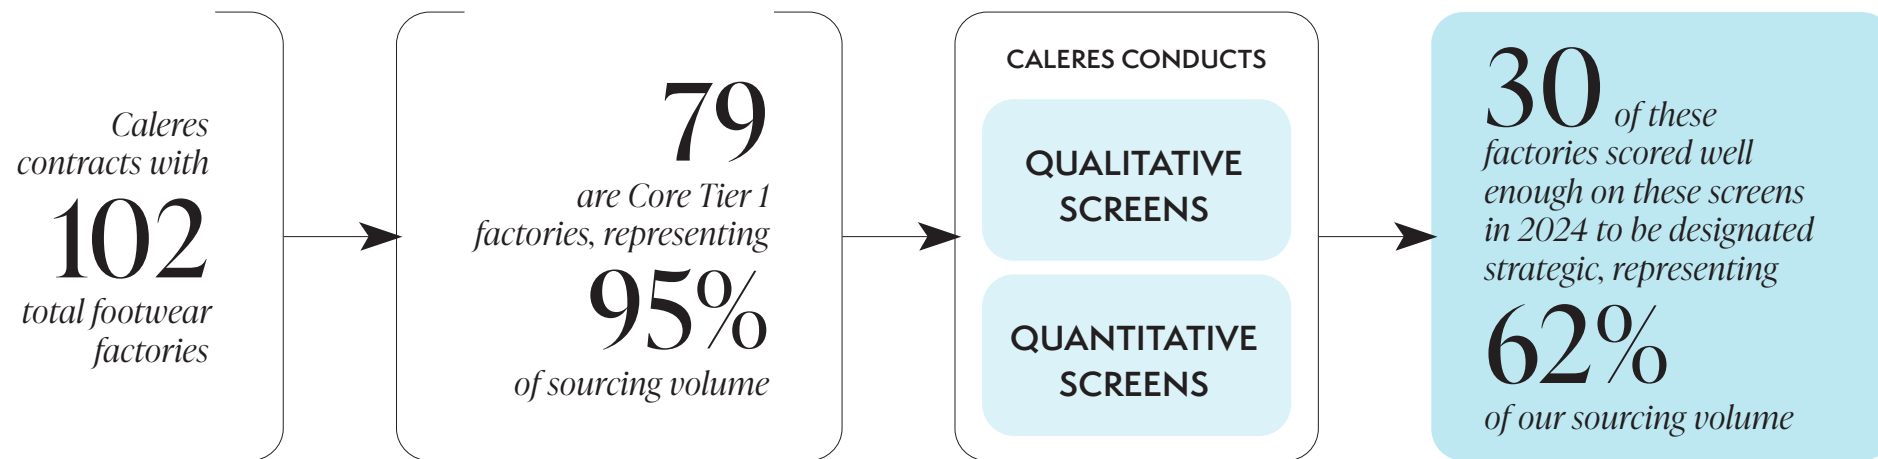 Caleres
contracts with
102
total footwear
factories
79
are Core Tier 1
factories, representing
95%
of sourcing volume
CALERES CONDUCTS
QUALITATIVE
SCREENS
QUANTITATIVE
SCREENS
30 of these
factories scored well
enough on these screens
in 2024 to be designated
strategic, representing
62%
of our sourcing volume